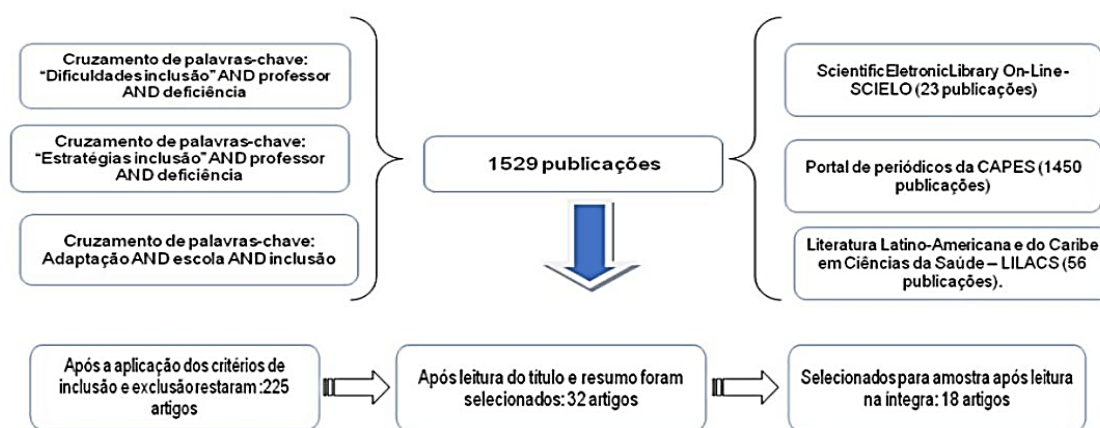 Cruzamento de palavras-chave:
“Dificuldades inclusão” AND professor
AND deficiência
Cruzamento de palavras-chave:
“Estratégias inclusão” AND professor
AND deficiência
Cruzamento de palavras-chave:
Adaptação AND escola AND inclusão
1529 publicações
ScientificEletronicLibrary On-Line-
SCIELO (23 publicações)
Portal de periódicos da CAPES (1450
publicações)
Literatura Latino-Americana e do Caribe
em Ciências da Saúde – LILACS (56
publicações).
Após a aplicação dos critérios de
inclusão e exclusão restaram :225
artigos
Após leitura do título e resumo foram
selecionados: 32 artigos
Selecionados para amostra após leitura
na íntegra: 18 artigos